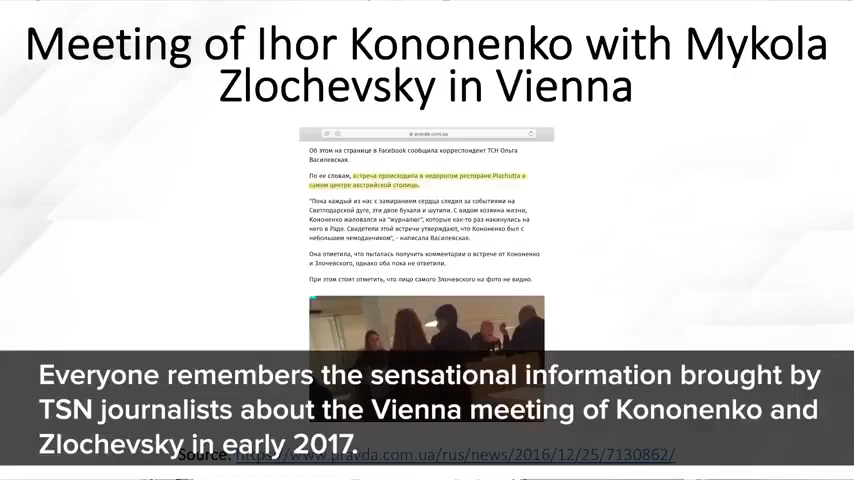 Meeting of Ihor Kononenko with Mykola
Zlochevsky in Vienna
pravda.com.ua
Об этом на странице в Facebook сообщила корреспондент ТСН Ольга
Василевская.
По ее словам, встреча происходила в недорогом ресторане Plachutta в
самом центре австрийской столицы.
"Пока каждый из нас с замиранием сердца следил за событиями на
Светлодарской дуге, эти двое бухали и шутили. С видом хозяина жизни,
Кононенко жаловался на "журналюг", которые как-то раз накинулись на
него в Раде. Свидетели этой встречи утверждают, что Кононенко был с
небольшим чемоданчиком", - написала Василевская.
Она отметила, что пыталась получить комментарии о встрече от Кононенко
и Злочевского, однако оба пока не ответили.
При этом стоит отметить, что лицо самого Злочевского на фото не видно.
Everyone remembers the sensational information brought by
TSN journalists about the Vienna meeting of Kononenko and
Zlochevsky in early 2017.
Source: https://www.pravda.com.ua/rus/news/2016/12/25/7130862/